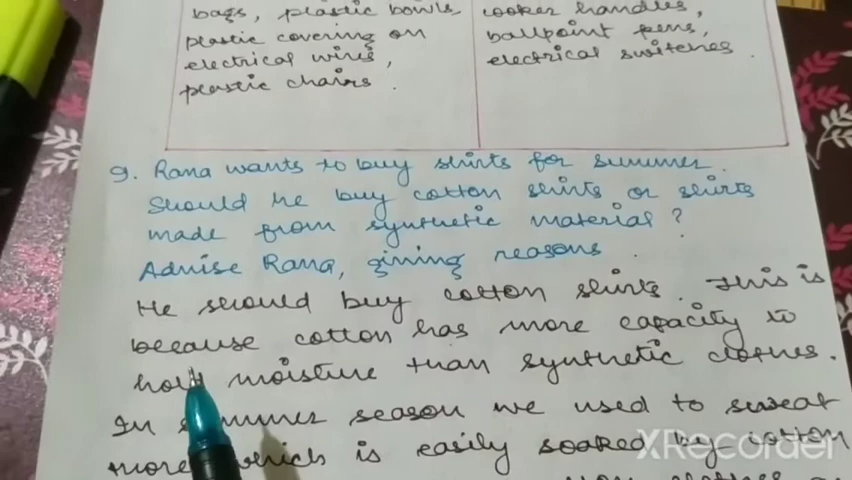 bags, plastic bowls,
plastic covering on
electrical wires,
plastic chairs.
cooker handles,
ballpoint pens,
electrical switches.
9. Rana wants to buy shirts for summer.
Should he buy cotton shirts or shirts
made from synthetic material?
Advise Rana, giving reasons.
He should buy cotton shirts. This is
because cotton has more capacity to
hold moisture than synthetic clothes.
In summer season we used to sweat
more which is easily soaked by cotton
XRecorder